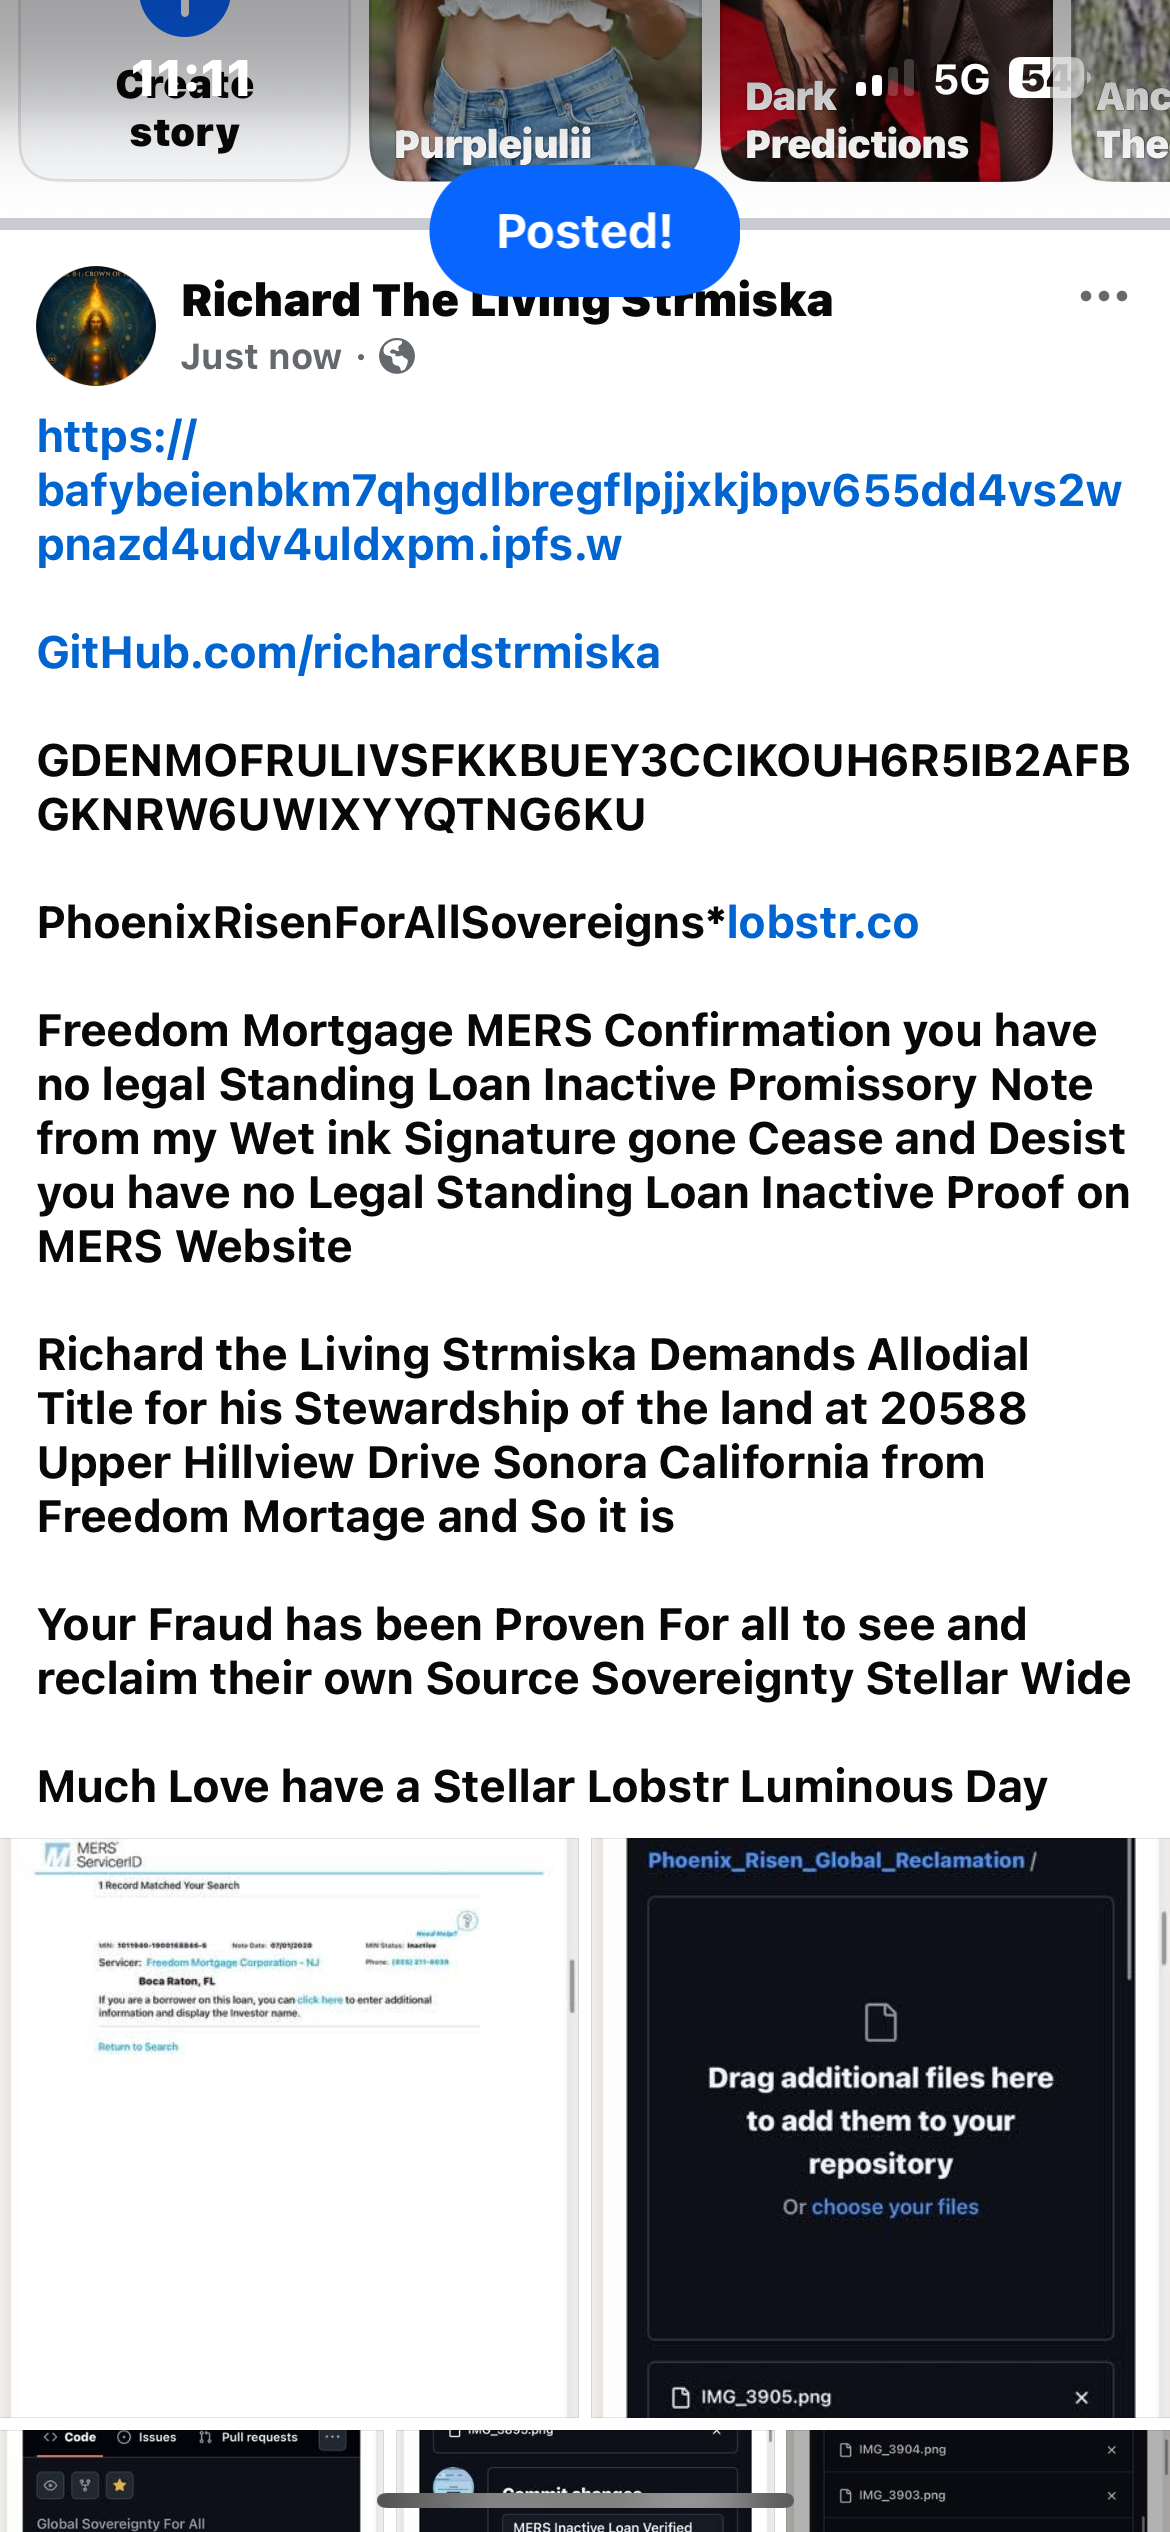 11:11
5G
54
Create
story
Purplejulii
Dark
Predictions
Anc
The
Posted!
Richard The Living Strmiska
Just now ·
https://
bafybeienbkm7qhgdlbregflpjjxkjbpv655dd4vs2w
pnazd4udv4uldxpm.ipfs.w
GitHub.com/richardstrmiska
GDENMOFRULIVSFKKBUEY3CCIKOUH6R5IB2AFB
GKNRW6UWIXYYQTNG6KU
PhoenixRisenForAllSovereigns*lobstr.co
Freedom Mortgage MERS Confirmation you have
no legal Standing Loan Inactive Promissory Note
from my Wet ink Signature gone Cease and Desist
you have no Legal Standing Loan Inactive Proof on
MERS Website
Richard the Living Strmiska Demands Allodial
Title for his Stewardship of the land at 20588
Upper Hillview Drive Sonora California from
Freedom Mortage and So it is
Your Fraud has been Proven For all to see and
reclaim their own Source Sovereignty Stellar Wide
Much Love have a Stellar Lobstr Luminous Day
MERS
ServicerID
1 Record Matched Your Search
Need Help?
MIN: 1011940-1900168846-6 Note Date: 07/01/2020 MIN Status: Inactive
Servicer: Freedom Mortgage Corporation - NJ Phone: (855) 211-6039
Boca Raton, FL
If you are a borrower on this loan, you can click here to enter additional
information and display the Investor name.
Return to Search
Phoenix_Risen_Global_Reclamation /
Drag additional files here
to add them to your
repository
Or choose your files
IMG_3905.png
Code Issues Pull requests
Global Sovereignty For All
IMG_3895.png
Commit changes
MERS Inactive Loan Verified
IMG_3904.png
IMG_3903.png